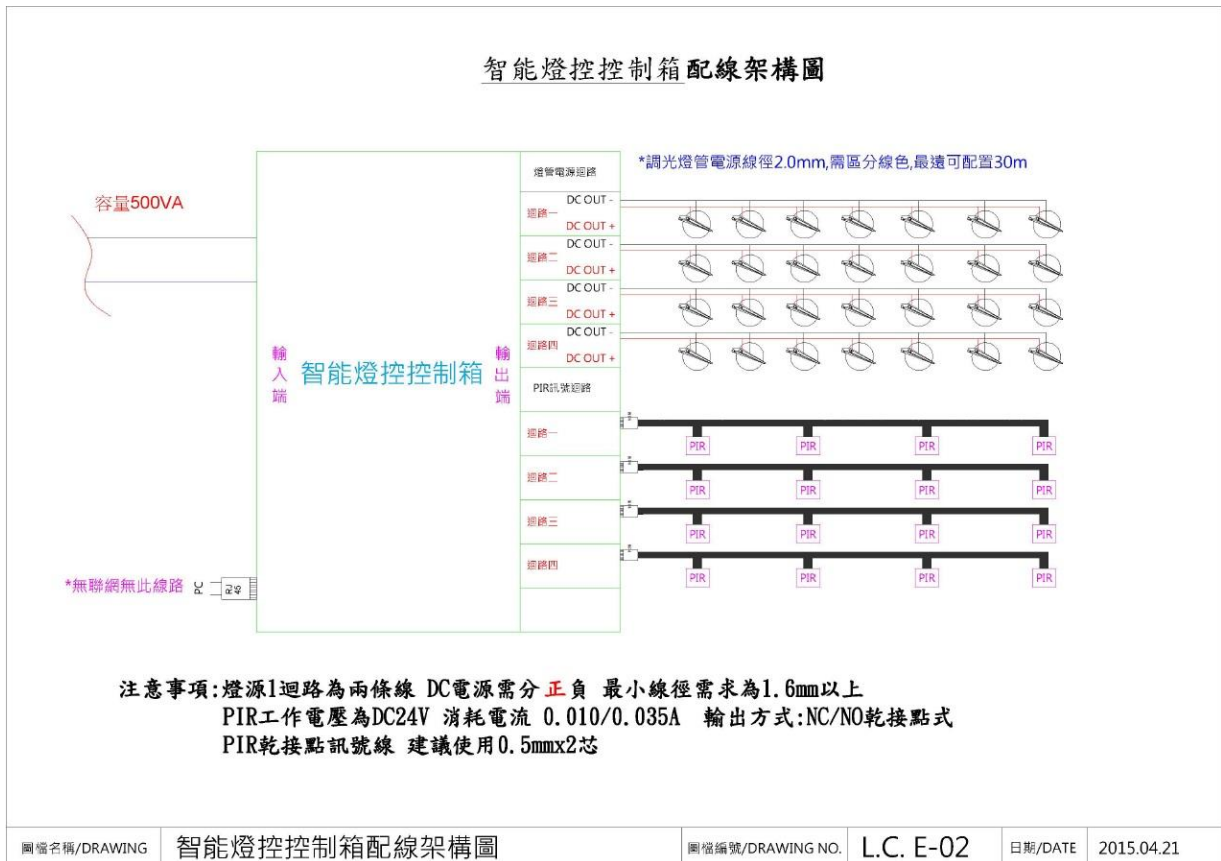 智能燈控控制箱配線架構圖
*調光燈管電源線徑2.0mm,需區分線色,最遠可配置30m
容量500VA
燈管電源迴路
DC OUT -
迴路一
DC OUT +
DC OUT -
迴路二
DC OUT +
DC OUT -
迴路三
DC OUT +
DC OUT -
迴路四
DC OUT +
輸入端
智能燈控控制箱
輸出端
PIR訊號迴路
迴路一
PIR PIR PIR PIR
迴路二
PIR PIR PIR PIR
迴路三
PIR PIR PIR PIR
迴路四
PIR PIR PIR PIR
*無聯網無此線路
PC
RJ
45
注意事項:燈源1迴路為兩條線 DC電源需分正負 最小線徑需求為1.6mm以上
PIR工作電壓為DC24V 消耗電流 0.010/0.035A 輸出方式:NC/NO乾接點式
PIR乾接點訊號線 建議使用0.5mmx2芯
圖檔名稱/DRAWING 智能燈控控制箱配線架構圖 圖檔編號/DRAWING NO. L.C. E-02 日期/DATE 2015.04.21